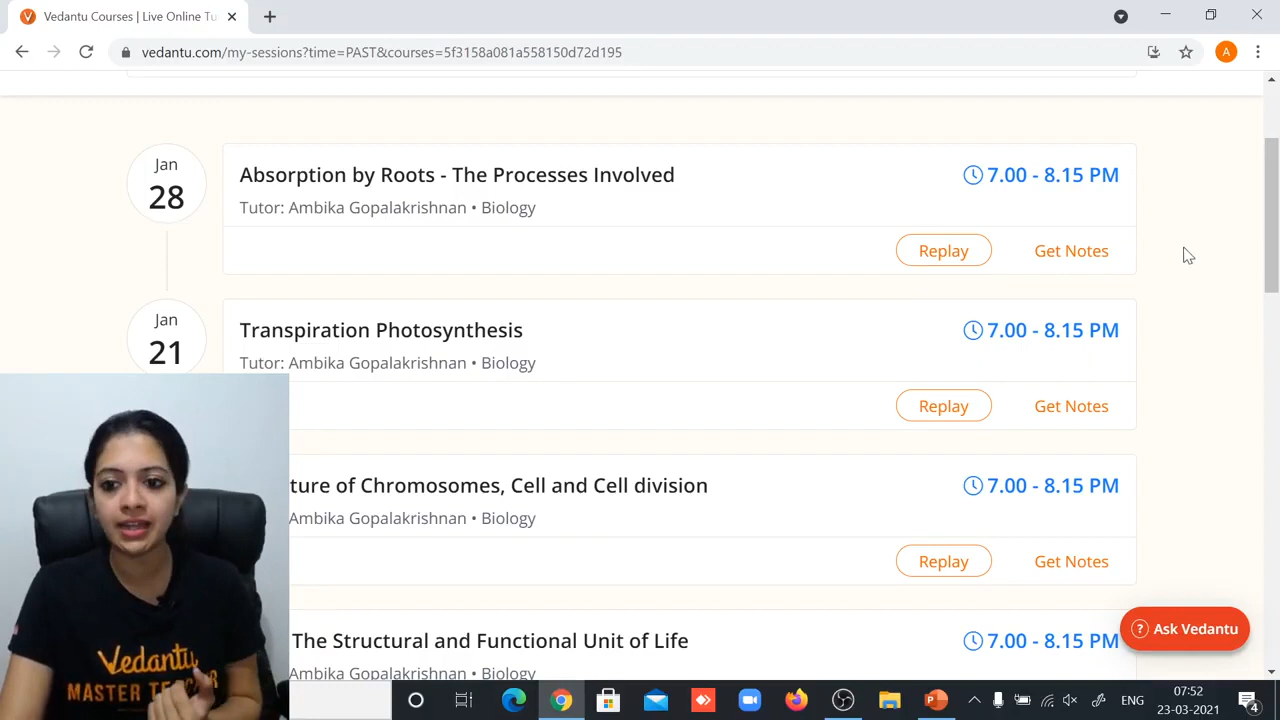 Vedantu Courses | Live Online Tu
vedantu.com/my-sessions?time=PAST&courses=5f3158a081a558150d72d195
A
Jan
28
Absorption by Roots - The Processes Involved
7.00 - 8.15 PM
Tutor: Ambika Gopalakrishnan • Biology
Replay
Get Notes
Jan
21
Transpiration Photosynthesis
7.00 - 8.15 PM
Tutor: Ambika Gopalakrishnan • Biology
Replay
Get Notes
ture of Chromosomes, Cell and Cell division
7.00 - 8.15 PM
Ambika Gopalakrishnan • Biology
Replay
Get Notes
The Structural and Functional Unit of Life
7.00 - 8.15 PM
Ambika Gopalakrishnan • Biology
? Ask Vedantu
Vedantu
MASTER
ENG
07:52
23-03-2021
4